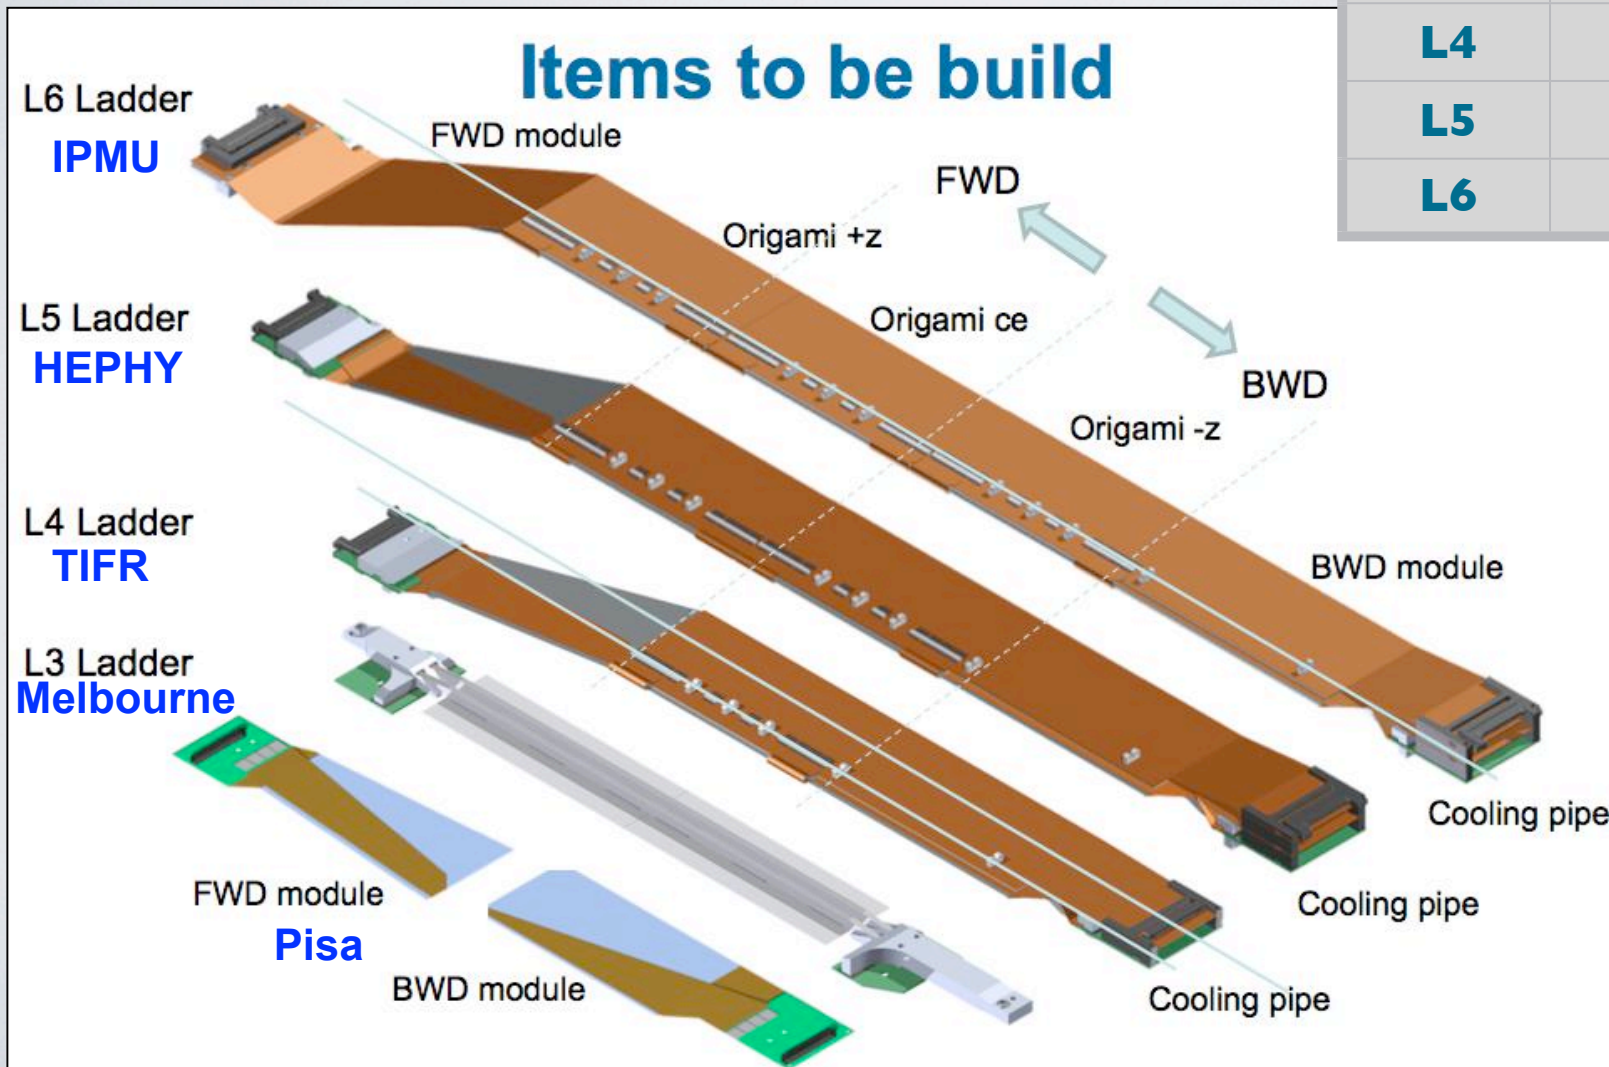 Items to be build
L4
L5
L6
L6 Ladder
IPMU
FWD module
FWD
Origami +z
L5 Ladder
HEPHY
Origami ce
BWD
Origami -z
L4 Ladder
TIFR
BWD module
L3 Ladder
Melbourne
Cooling pipe
FWD module
Pisa
Cooling pipe
BWD module
Cooling pipe